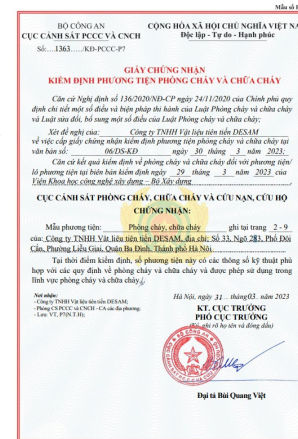 Mẫu số
BỘ CÔNG AN
CỘNG HÒA XÃ HỘI CHỦ NGHĨA VIỆT NA
CỤC CẢNH SÁT PCCC VÀ CNCH
Độc lập - Tự do - Hạnh phúc
Số:....1363...../KĐ-PCCC-P7
GIẤY CHỨNG NHẬN
KIỂM ĐỊNH PHƯƠNG TIỆN PHÒNG CHÁY VÀ CHỮA CHÁY
Căn cứ Nghị định số 136/2020/NĐ-CP ngày 24/11/2020 của Chính phủ quy
định chi tiết một số điều và biện pháp thi hành của Luật Phòng cháy và chữa cháy
và Luật sửa đổi, bổ sung một số điều của Luật Phòng cháy và chữa cháy;
Xét đề nghị của: Công ty TNHH Vật liệu tiên tiến DESAM
về việc cấp giấy chứng nhận kiểm định phương tiện phòng cháy và chữa cháy tại
văn bản số: 06/DS-KĐ ngày 30 tháng 3 năm 2023;
Căn cứ kết quả kiểm định về phòng cháy và chữa cháy đối với phương tiện/
lô phương tiện tại biên bản kiểm định ngày 29 tháng 3 năm 2023 của
Viện Khoa học công nghệ xây dựng – Bộ Xây dựng
CỤC CẢNH SÁT PHÒNG CHÁY, CHỮA CHÁY VÀ CỨU NẠN, CỨU HỘ
CHỨNG NHẬN:
Phương tiện: Phòng cháy, chữa cháy ghi tại trang 2 - 9
của: Công ty TNHH Vật liệu tiên tiến DESAM, địa chỉ: Số 33, Ngõ 283, Phố Đội
Cấn, Phường Liễu Giai, Quận Ba Đình, Thành phố Hà Nội
Tại thời điểm kiểm định, số phương tiện này có các thông số kỹ thuật phù
hợp với các quy định về phòng cháy và chữa cháy và được phép sử dụng trong
lĩnh vực phòng cháy và chữa cháy./.
Hà Nội, ngày 31 tháng 03 năm 2023
Nơi nhận:
- Công ty TNHH Vật liệu tiên tiến DESAM;
- Phòng CS PCCC và CNCH - CA các địa phương;
- Lưu: VT, P7(N.T.H);
KT. CỤC TRƯỞNG
PHÓ CỤC TRƯỞNG
(Ký, ghi rõ họ tên và đóng dấu)
Đại tá Bùi Quang Việt